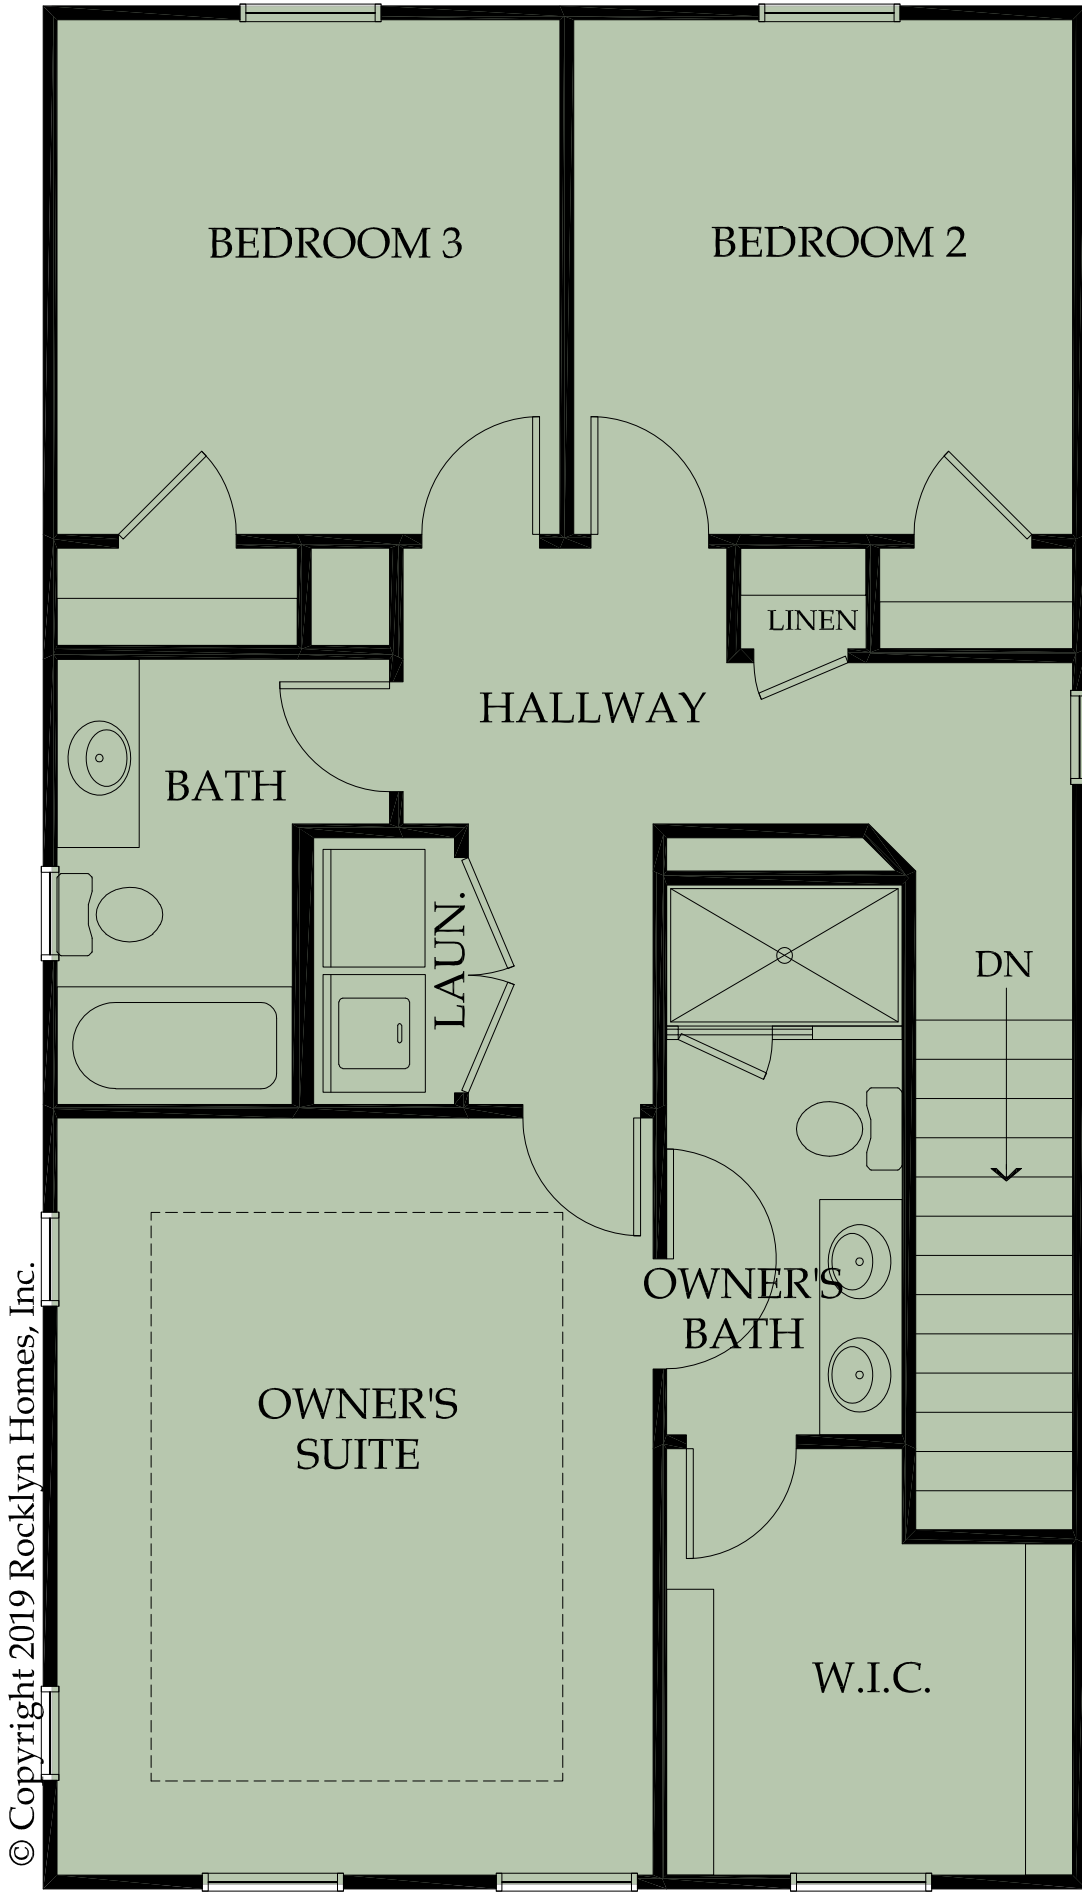 BEDROOM 3
BEDROOM 2
LINEN
HALLWAY
BATH
LAUN.
DN
OWNER'S
BATH
OWNER'S
SUITE
W.I.C.
© Copyright 2019 Rocklyn Homes, Inc.